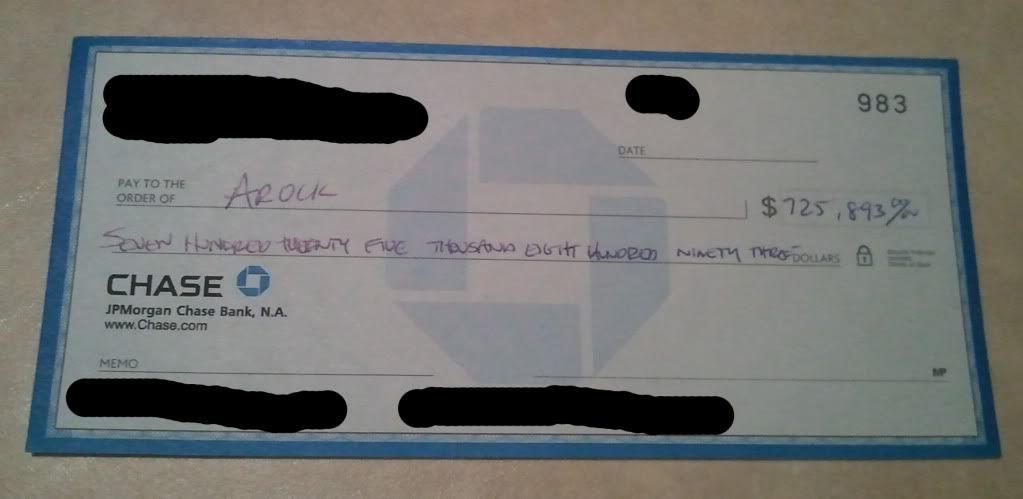 983
DATE
PAY TO THE
ORDER OF AROCK $ 725,893 00/00
SEVEN HUNDRED TWENTY FIVE THOUSAND EIGHT HUNDRED NINETY THREE DOLLARS
CHASE
JPMorgan Chase Bank, N.A.
www.Chase.com
MEMO
MP